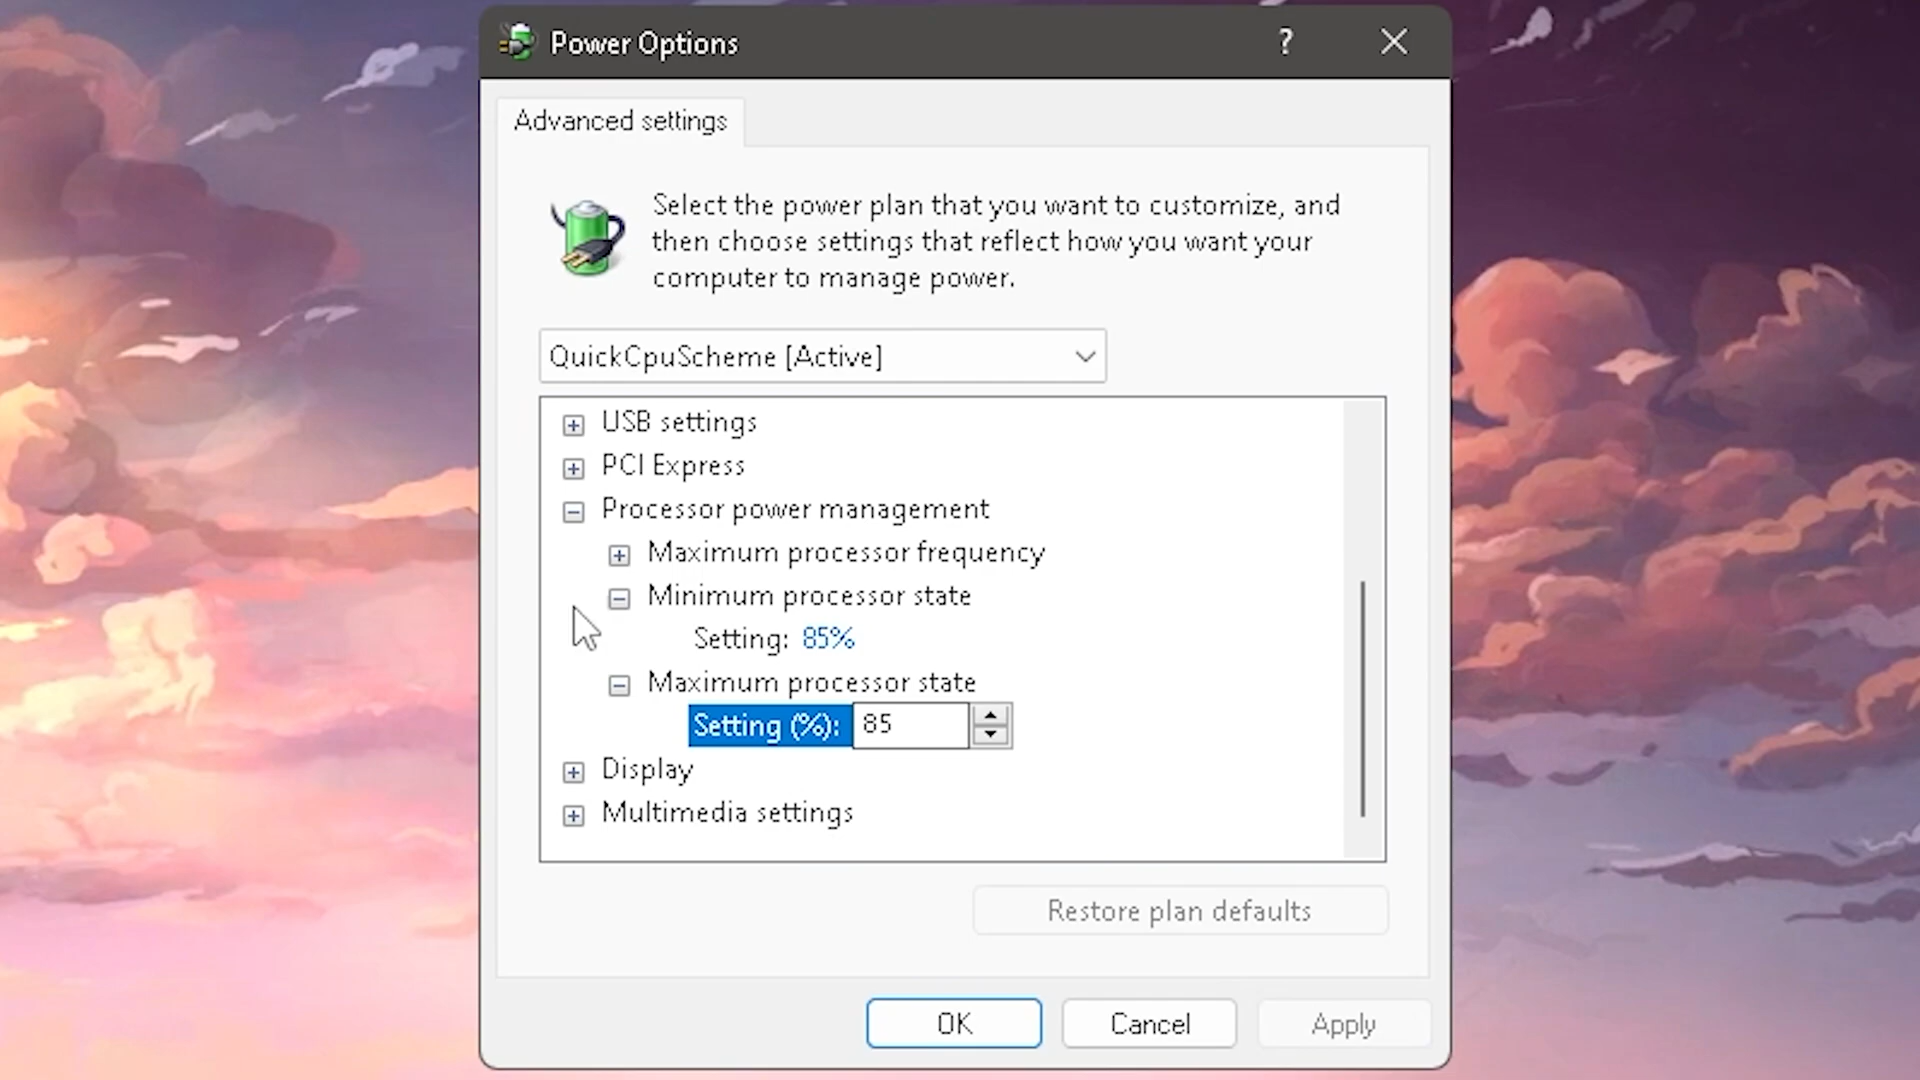 Power Options
?
Advanced settings
Select the power plan that you want to customize, and
then choose settings that reflect how you want your
computer to manage power.
QuickCpuScheme [Active]
USB settings
PCI Express
Processor power management
Maximum processor frequency
Minimum processor state
Setting: 85%
Maximum processor state
Setting (%): 85
Display
Multimedia settings
Restore plan defaults
OK Cancel Apply